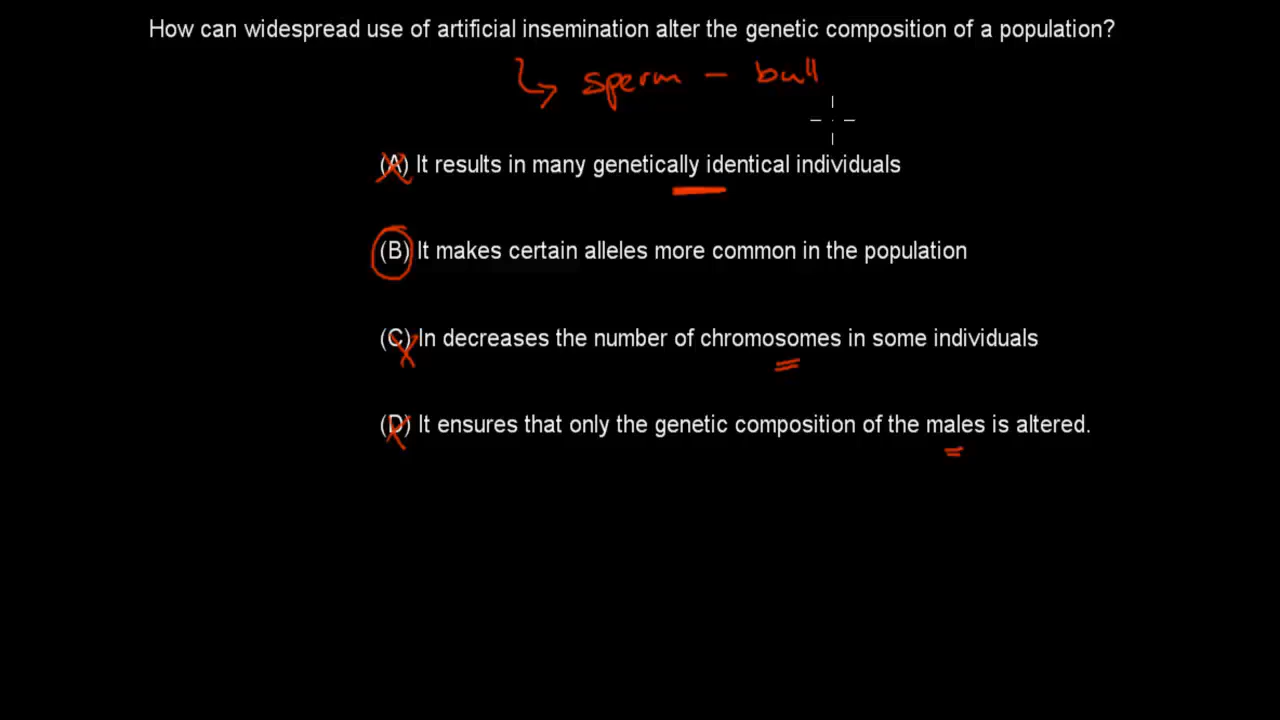 How can widespread use of artificial insemination alter the genetic composition of a population?
sperm - bull
(A) It results in many genetically identical individuals
(B) It makes certain alleles more common in the population
(C) In decreases the number of chromosomes in some individuals
(D) It ensures that only the genetic composition of the males is altered.